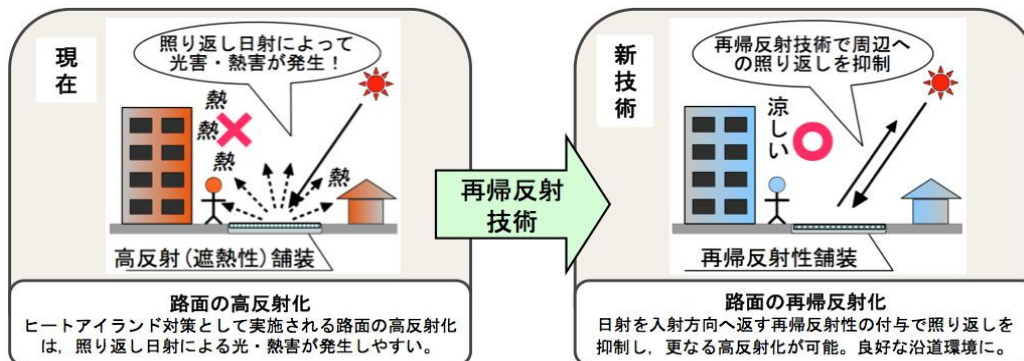 現在
照り返し日射によって
光害・熱害が発生！
熱
熱
熱
熱
高反射(遮熱性)舗装
路面の高反射化
ヒートアイランド対策として実施される路面の高反射化
は，照り返し日射による光・熱害が発生しやすい。
再帰反射
技術
新技術
再帰反射技術で周辺へ
の照り返しを抑制
涼しい
再帰反射性舗装
路面の再帰反射化
日射を入射方向へ返す再帰反射性の付与で照り返しを
抑制し，更なる高反射化が可能。良好な沿道環境に。